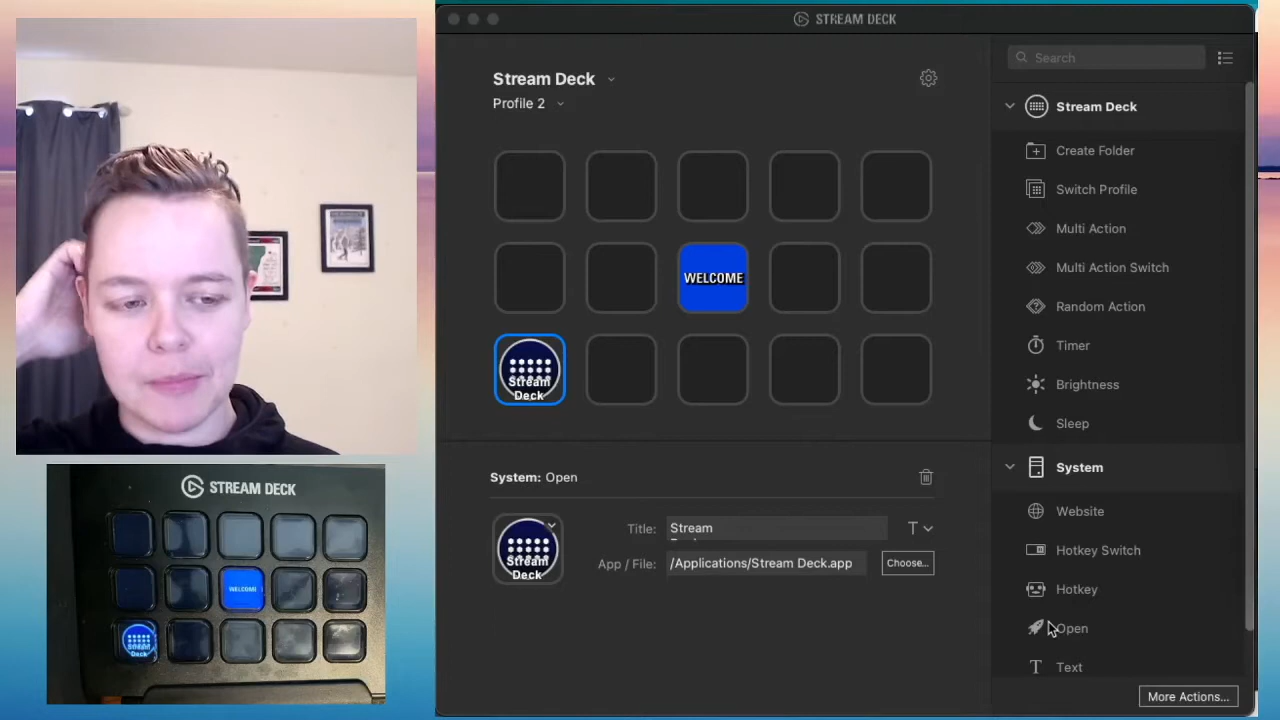 STREAM DECK
Stream Deck
Profile 2
WELCOME
Stream
Deck
System: Open
Title:
Stream
App / File:
/Applications/Stream Deck.app
Choose...
Stream
Deck
T
Search
Stream Deck
Create Folder
Switch Profile
Multi Action
Multi Action Switch
Random Action
Timer
Brightness
Sleep
System
Website
Hotkey Switch
Hotkey
Open
Text
More Actions...
STREAM DECK
WELCOME
Stream
Deck